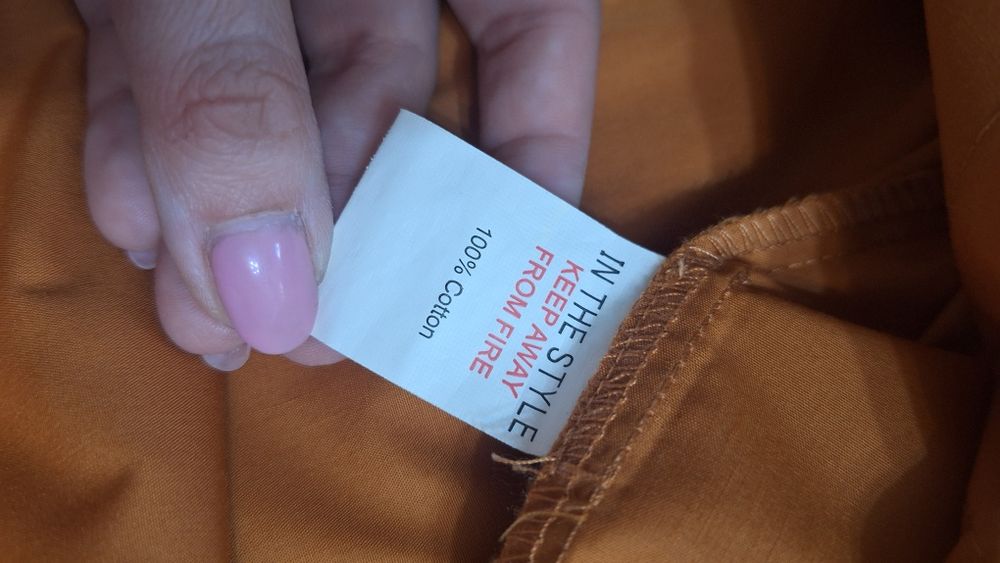 IN THE STYLE
KEEP AWAY
FROM FIRE
100% Cotton